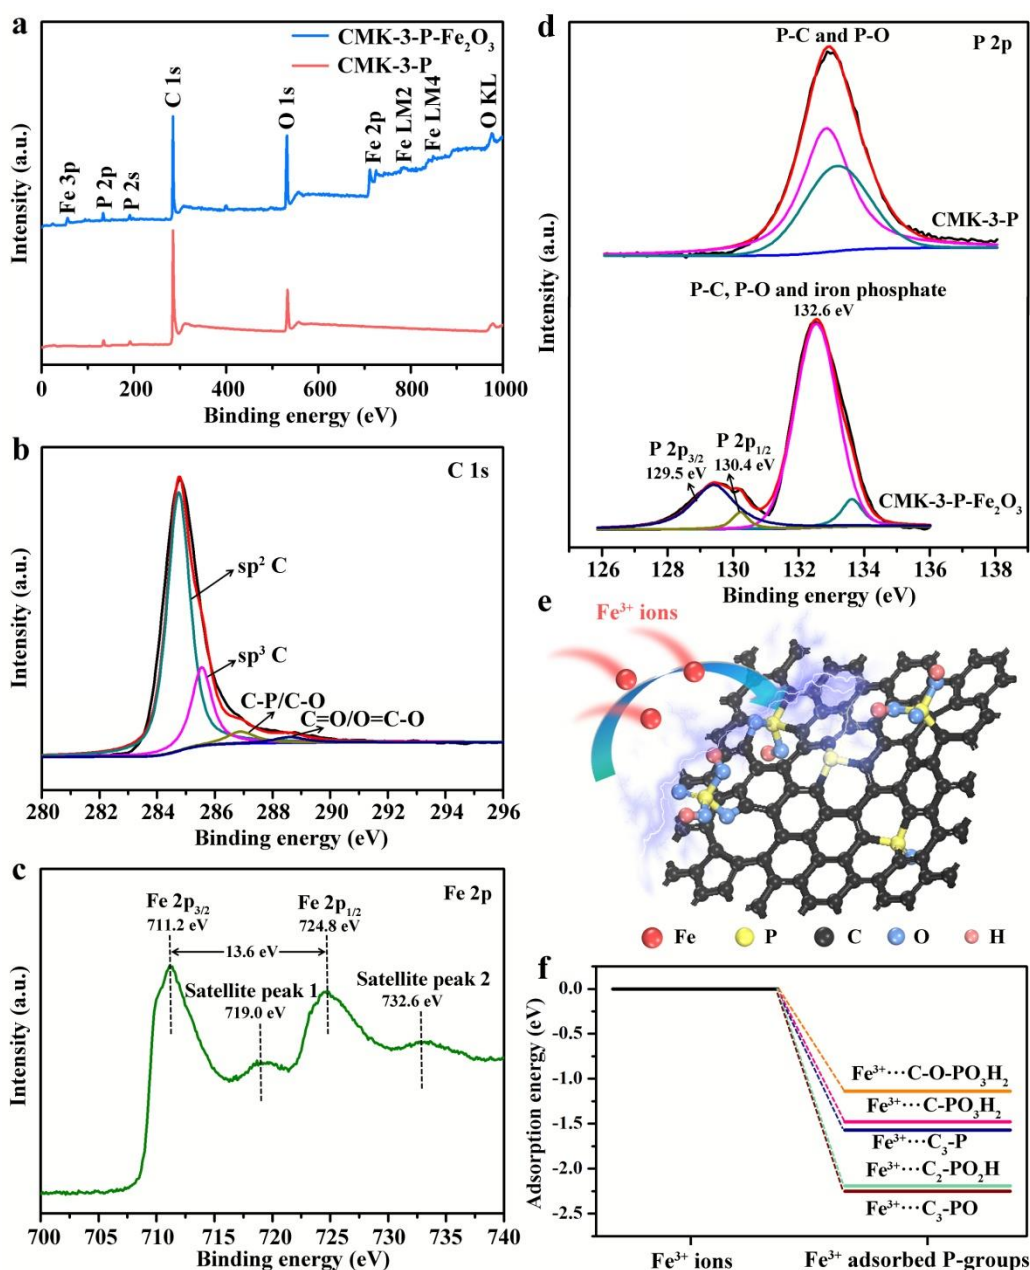 a
CMK-3-P-Fe₂O₃
CMK-3-P
Fe 3p
P 2p
P 2s
C 1s
O 1s
Fe 2p
Fe LM2
Fe LM4
O KL
Intensity (a.u.)
0 200 400 600 800 1000
Binding energy (eV)
b
C 1s
sp² C
sp³ C
C-P/C-O
C=O/O=C-O
Intensity (a.u.)
280 282 284 286 288 290 292 294 296
Binding energy (eV)
c
Fe 2p
Fe 2p₃/₂
711.2 eV
Fe 2p₁/₂
724.8 eV
13.6 eV
Satellite peak 1
719.0 eV
Satellite peak 2
732.6 eV
Intensity (a.u.)
700 705 710 715 720 725 730 735 740
Binding energy (eV)
d
P 2p
P-C and P-O
CMK-3-P
P-C, P-O and iron phosphate
132.6 eV
P 2p₃/₂
129.5 eV
P 2p₁/₂
130.4 eV
CMK-3-P-Fe₂O₃
Intensity (a.u.)
126 128 130 132 134 136 138
Binding energy (eV)
e
Fe³⁺ ions
Fe P C O H
f
0.0
-0.5
-1.0
-1.5
-2.0
-2.5
Adsorption energy (eV)
Fe³⁺···C-O-PO₃H₂
Fe³⁺···C-PO₃H₂
Fe³⁺···C₃-P
Fe³⁺···C₂-PO₂H
Fe³⁺···C₃-PO
Fe³⁺ ions
Fe³⁺ adsorbed P-groups